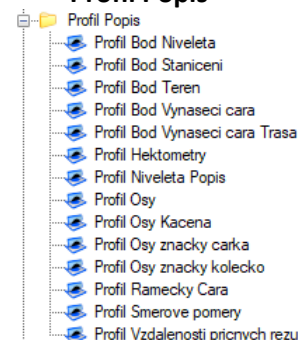 Profil Popis
Profil Bod Niveleta
Profil Bod Staniceni
Profil Bod Teren
Profil Bod Vynaseci cara
Profil Bod Vynaseci cara Trasa
Profil Hektometry
Profil Niveleta Popis
Profil Osy
Profil Osy Kacena
Profil Osy znacky carka
Profil Osy znacky kolecko
Profil Ramecky Cara
Profil Smerove pomery
Profil Vzdalenosti pricnych rezu